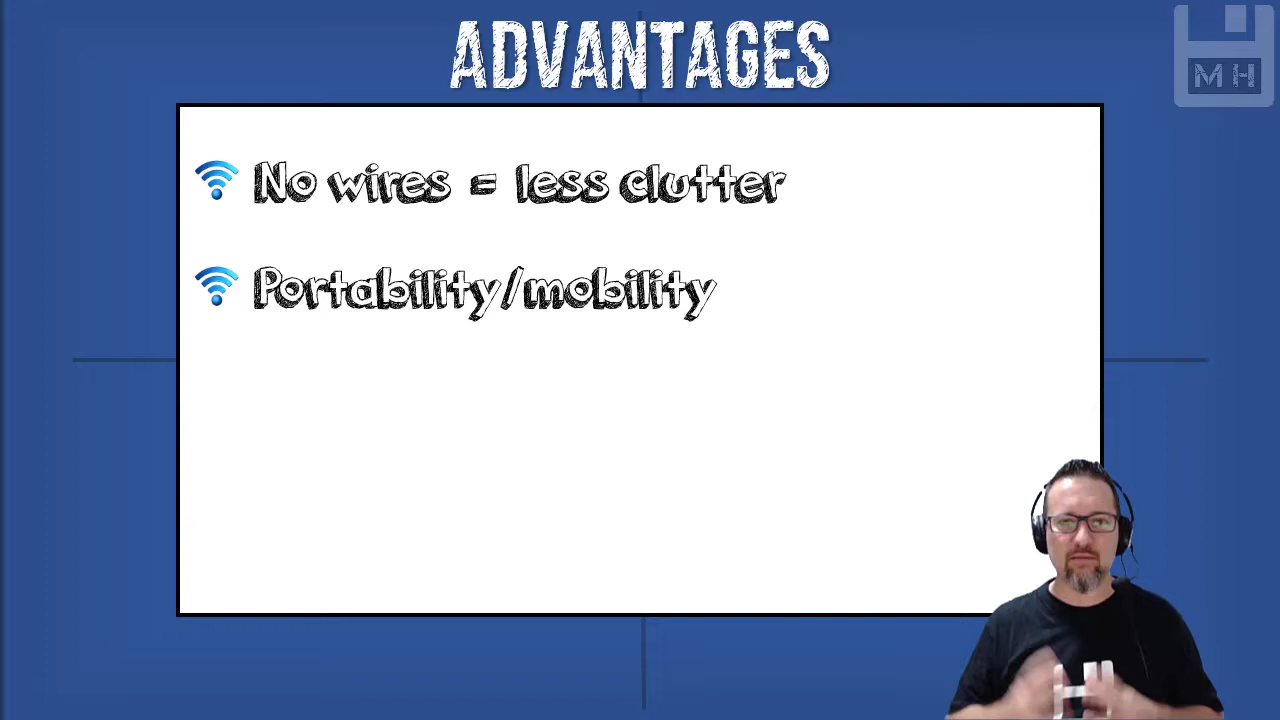 ADVANTAGES
MH
No wires = less clutter
Portability/mobility